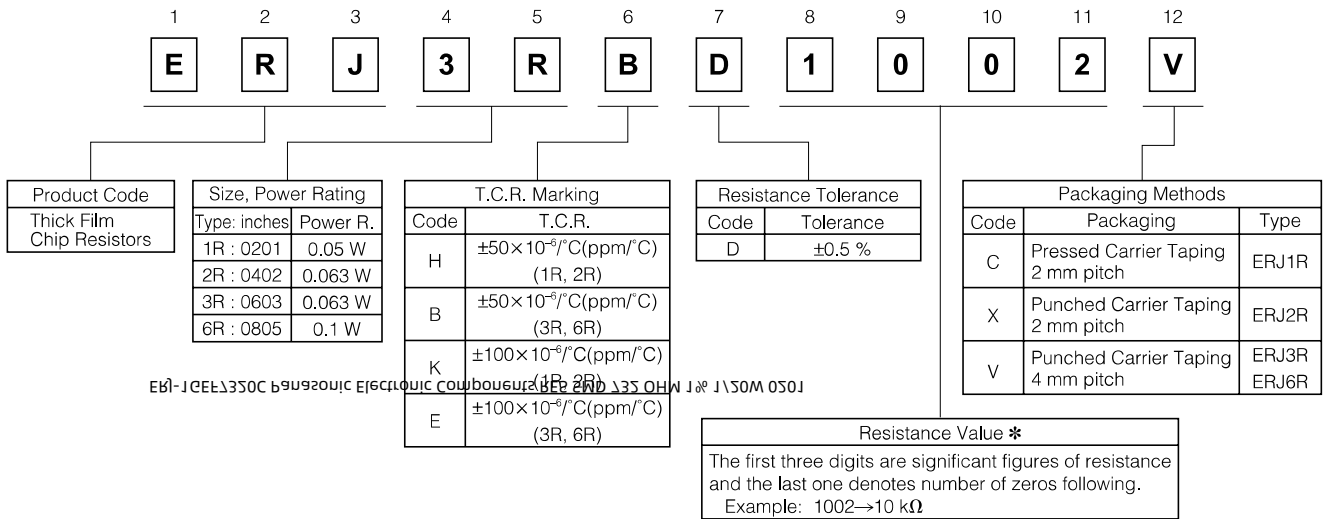 1 2 3 4 5 6 7 8 9 10 11 12
E R J 3 R B D 1 0 0 2 V
Product Code
Thick Film
Chip Resistors
Size, Power Rating
Type: inches Power R.
1R : 0201 0.05 W
2R : 0402 0.063 W
3R : 0603 0.063 W
6R : 0805 0.1 W
T.C.R. Marking
Code T.C.R.
H ±50×10⁻⁶/°C(ppm/°C)
(1R, 2R)
B ±50×10⁻⁶/°C(ppm/°C)
(3R, 6R)
K ±100×10⁻⁶/°C(ppm/°C)
(1R, 2R)
E ±100×10⁻⁶/°C(ppm/°C)
(3R, 6R)
Resistance Tolerance
Code Tolerance
D ±0.5 %
Packaging Methods
Code Packaging Type
C Pressed Carrier Taping
2 mm pitch ERJ1R
X Punched Carrier Taping
2 mm pitch ERJ2R
V Punched Carrier Taping
4 mm pitch ERJ3R
ERJ6R
ERJ-1GEF7320C Panasonic Electronic Components RES SMD 732 OHM 1% 1/20W 0201
Resistance Value ✻
The first three digits are significant figures of resistance
and the last one denotes number of zeros following.
Example: 1002→10 kΩ